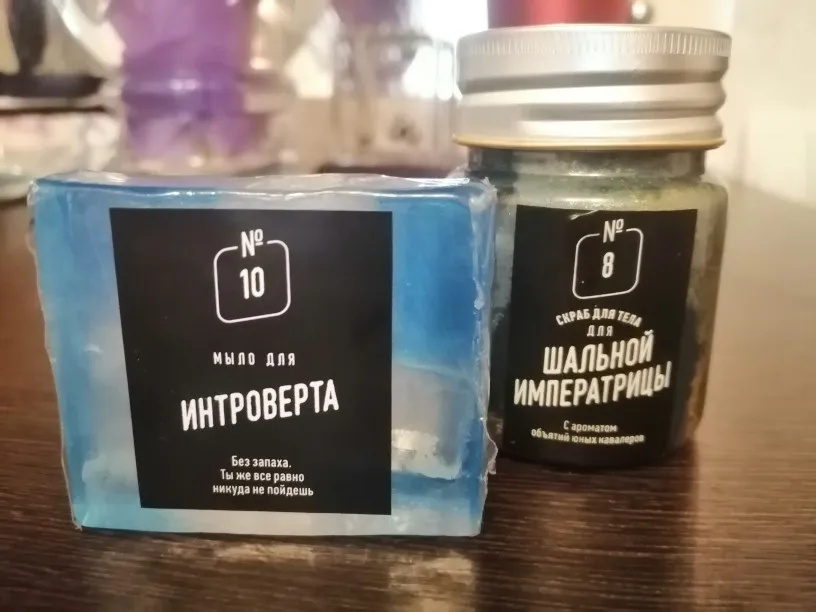 №
10
МЫЛО ДЛЯ
ИНТРОВЕРТА
Без запаха.
Ты же все равно
никуда не пойдешь
№
8
СКРАБ ДЛЯ ТЕЛА
ДЛЯ
ШАЛЬНОЙ
ИМПЕРАТРИЦЫ
С ароматом
объятий юных кавалеров